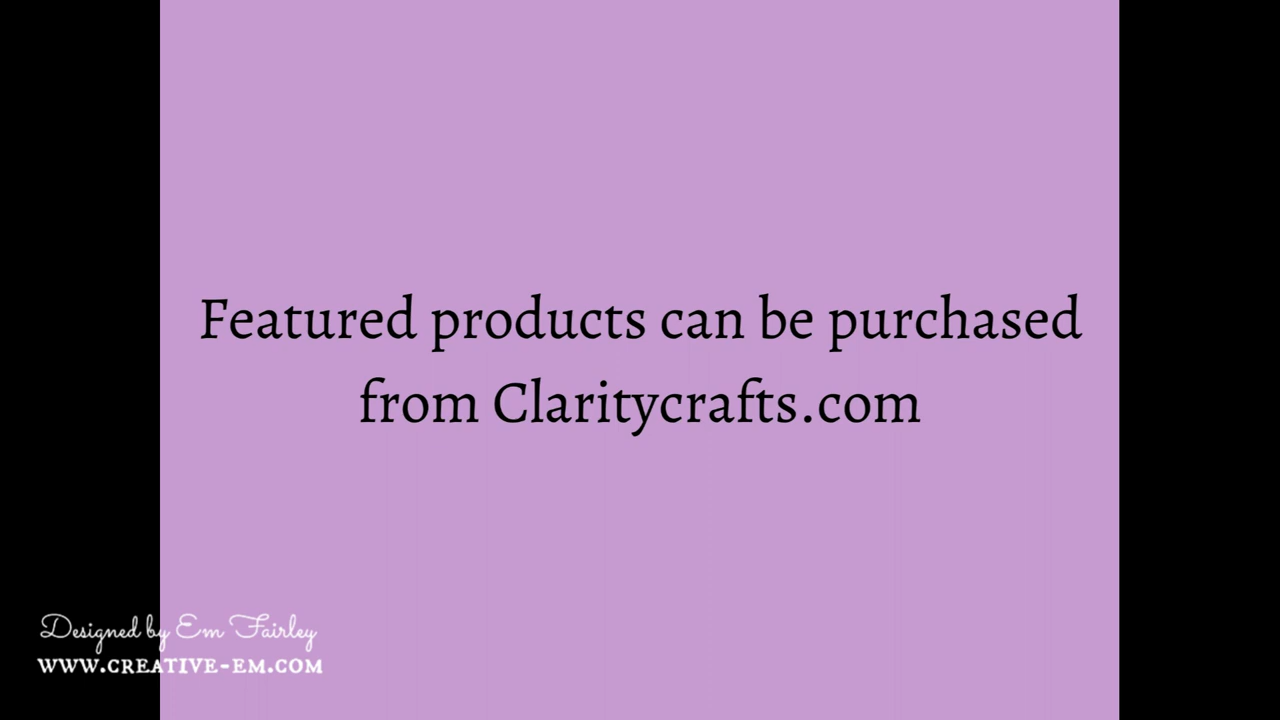 Featured products can be purchased
from Claritycrafts.com
Designed by Em Fairley
WWW.CREATIVE-EM.COM